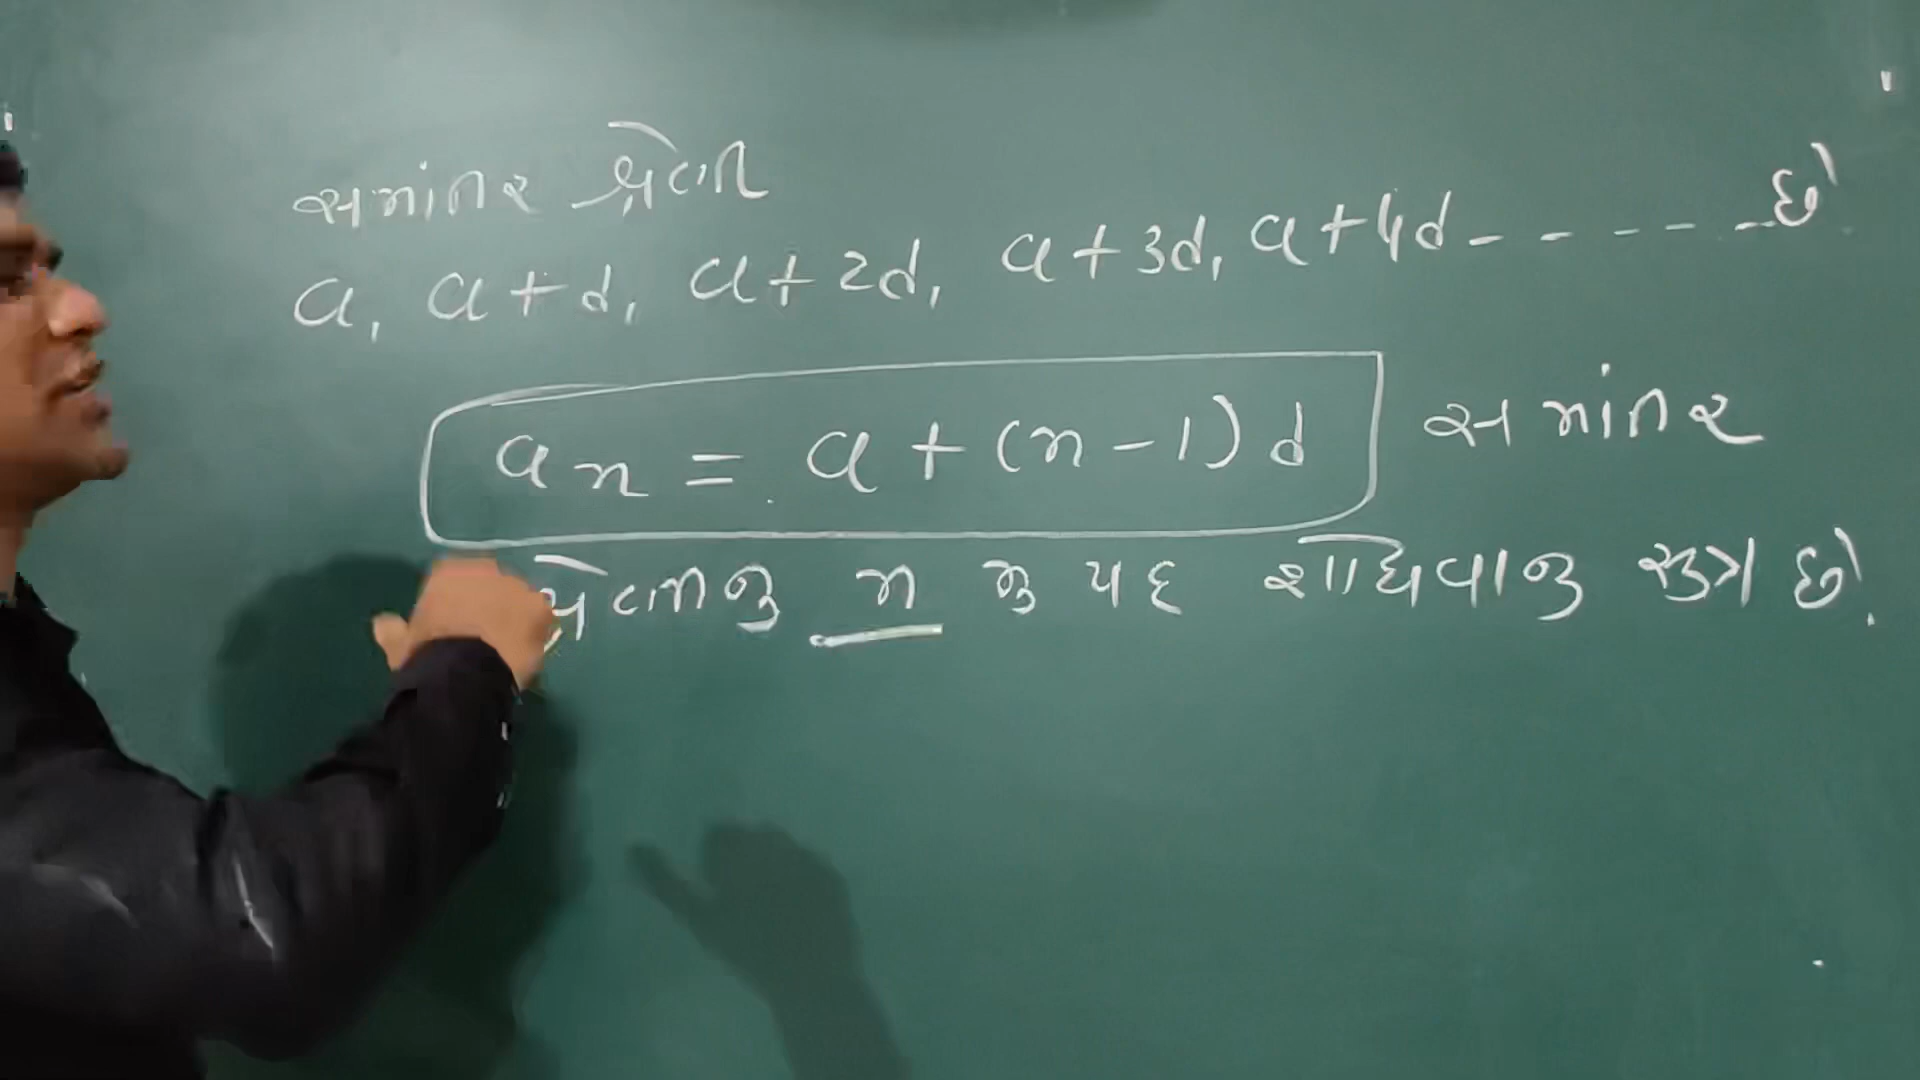 સમાંતર શ્રેણી
a, a+d, a+2d, a+3d, a+4d ----- છે.
an = a+(n-1)d સમાંતર
શ્રેણીનુ n નુ પદ શોધવાનુ સુત્ર છે.